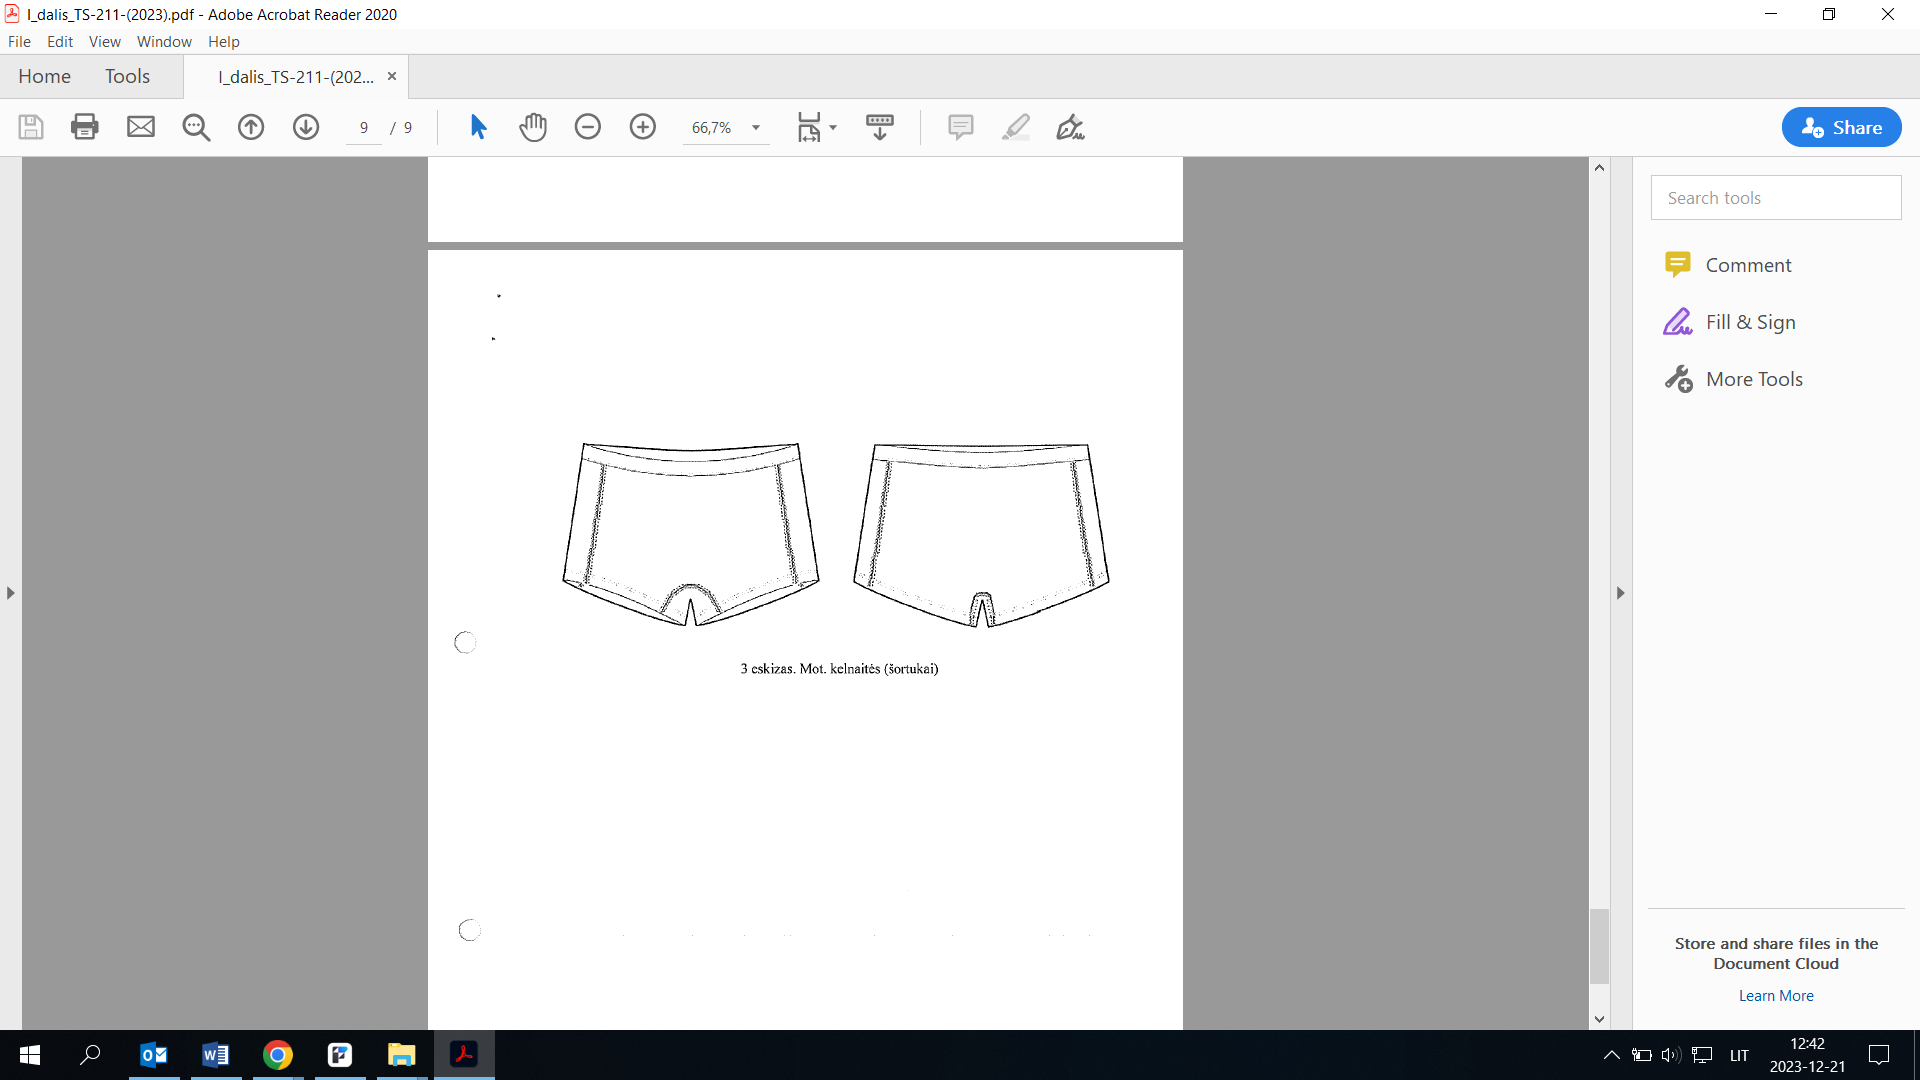 I_dalis_TS-211-(2023).pdf - Adobe Acrobat Reader 2020
File Edit View Window Help
Home Tools I_dalis_TS-211-(202... ×
9 / 9 66,7% Share
Search tools
Comment
Fill & Sign
More Tools
3 eskizas. Mot. kelnaitės (šortukai)
Store and share files in the
Document Cloud
Learn More
LIT
12:42
2023-12-21